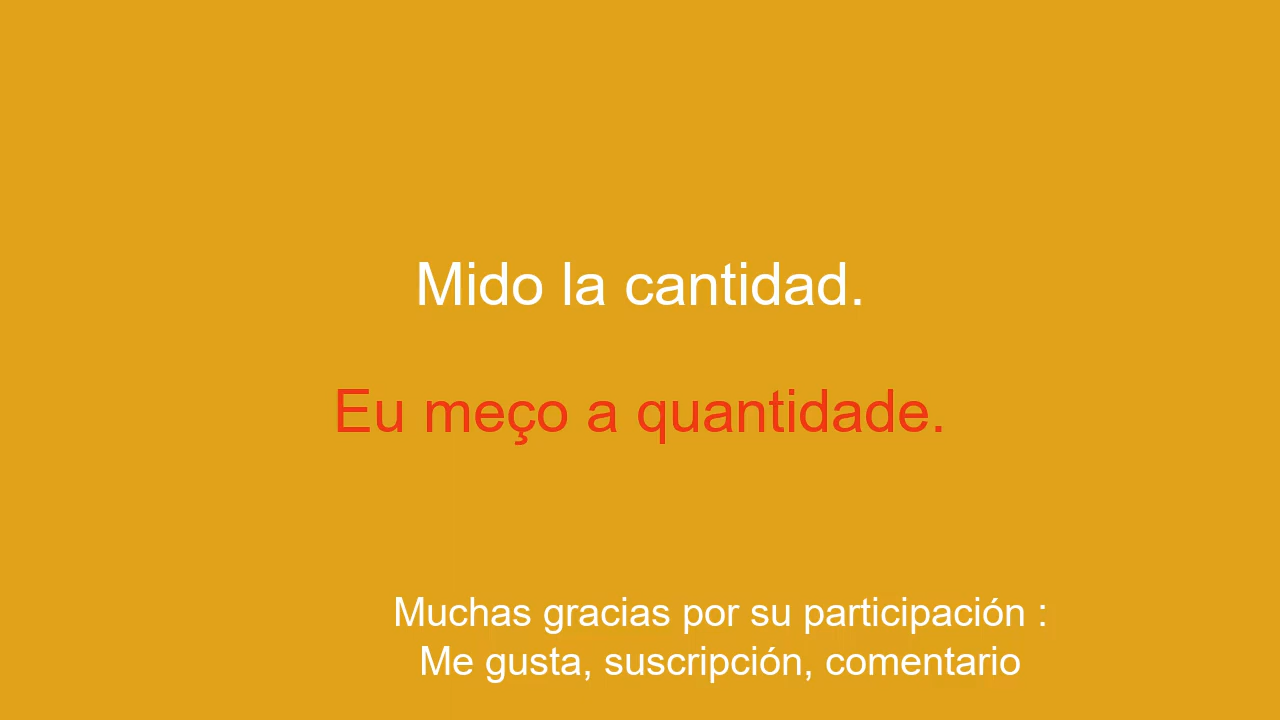 Mido la cantidad.
Eu meço a quantidade.
Muchas gracias por su participación :
Me gusta, suscripción, comentario